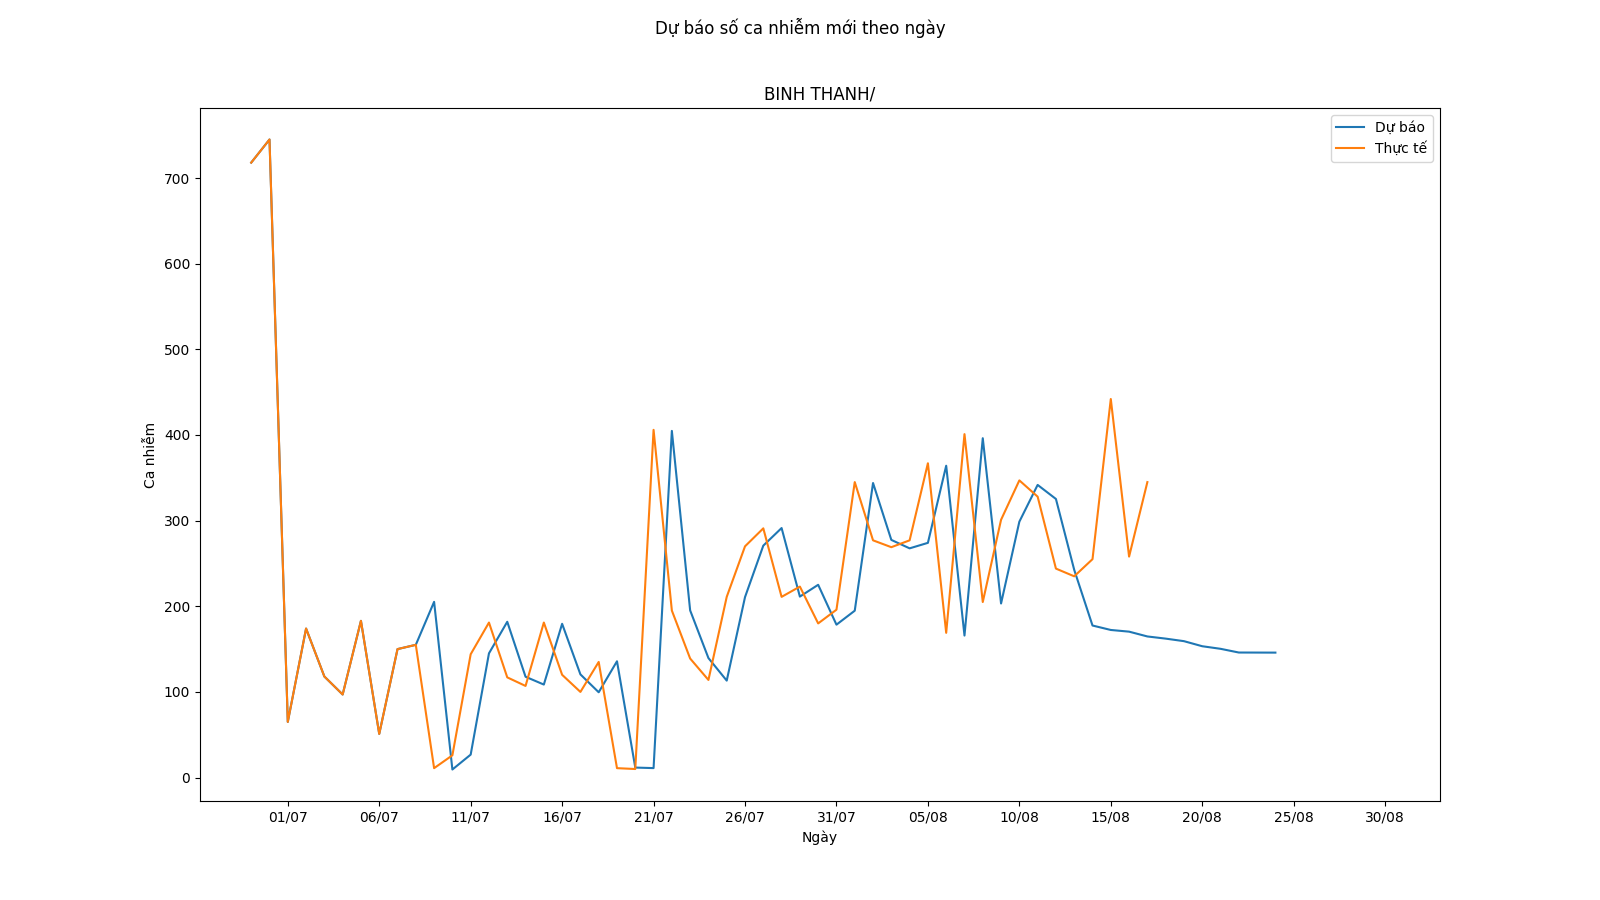 Dự báo số ca nhiễm mới theo ngày
BINH THANH/
Dự báo
Thực tế
700
600
500
400
300
200
100
0
Ca nhiễm
01/07 06/07 11/07 16/07 21/07 26/07 31/07 05/08 10/08 15/08 20/08 25/08 30/08
Ngày